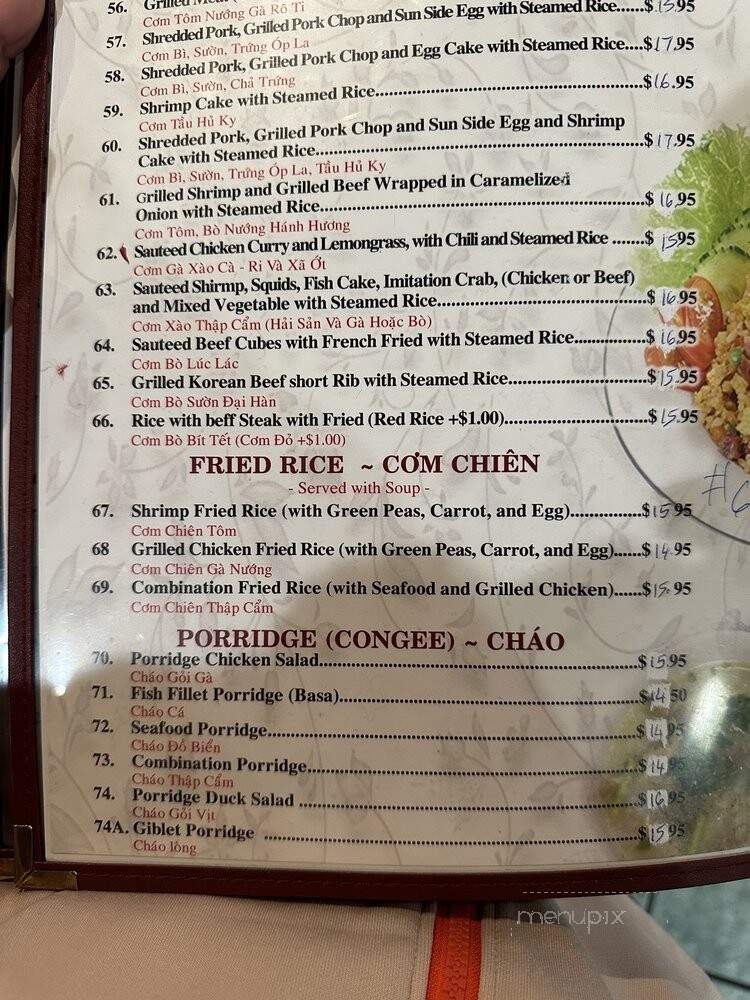 56. Grilled
$15.95
Cơm Tôm Nướng Gà Rô Ti
57. Shredded Pork, Grilled Pork Chop and Sun Side Egg with Steamed Rice....$17.95
Cơm Bì, Sườn, Trứng Óp La
58. Shredded Pork, Grilled Pork Chop and Egg Cake with Steamed Rice....$16.95
Cơm Bì, Sườn, Chả Trứng
59. Shrimp Cake with Steamed Rice
Cơm Tầu Hủ Ky
60. Shredded Pork, Grilled Pork Chop and Sun Side Egg and Shrimp
Cake with Steamed Rice....$17.95
Cơm Bì, Sườn, Trứng Óp La, Tầu Hủ Ky
61. Grilled Shrimp and Grilled Beef Wrapped in Caramelized
Onion with Steamed Rice....$16.95
Cơm Tôm, Bò Nướng Hánh Hương
62. Sauteed Chicken Curry and Lemongrass, with Chili and Steamed Rice .......$ 1595
Cơm Gà Xào Cà - Ri Và Xã Ớt
63. Sauteed Shirmp, Squids, Fish Cake, Imitation Crab, (Chicken or Beef)
and Mixed Vegetable with Steamed Rice....$16.95
Cơm Xào Thập Cẩm (Hải Sản Và Gà Hoặc Bò)
64. Sauteed Beef Cubes with French Fried with Steamed Rice....$16.95
Cơm Bò Lúc Lác
65. Grilled Korean Beef short Rib with Steamed Rice....$15.95
Cơm Bò Sườn Đại Hàn
66. Rice with beff Steak with Fried (Red Rice +$1.00)....$15.95
Cơm Bò Bít Tết (Cơm Đỏ +$1.00)
FRIED RICE ~ CƠM CHIÊN
- Served with Soup -
67. Shrimp Fried Rice (with Green Peas, Carrot, and Egg)....$15.95
Cơm Chiên Tôm
68 Grilled Chicken Fried Rice (with Green Peas, Carrot, and Egg)......$14.95
Cơm Chiên Gà Nướng
69. Combination Fried Rice (with Seafood and Grilled Chicken)......$15.95
Cơm Chiên Thập Cẩm
PORRIDGE (CONGEE) ~ CHÁO
70. Porridge Chicken Salad....$15.95
Cháo Gỏi Gà
71. Fish Fillet Porridge (Basa)....$14 50
Cháo Cá
72. Seafood Porridge....$14.95
Cháo Đồ Biển
73. Combination Porridge....$14.95
Cháo Thập Cẩm
74. Porridge Duck Salad ....$16.95
Cháo Gỏi Vịt
74A. Giblet Porridge ....$15.95
Cháo lòng
#6
menupix